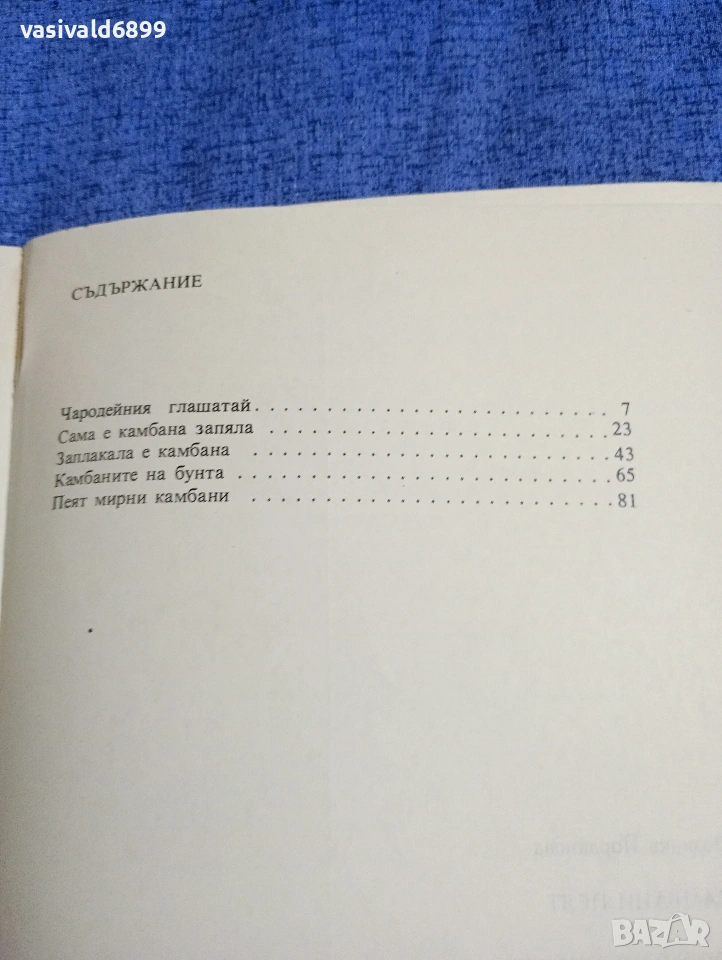 vasivald6899
СЪДЪРЖАНИЕ
Чародейния глашатай . . . . . . . . . . . . . . . . . . . . . . . . 7
Сама е камбана запяла . . . . . . . . . . . . . . . . . . . . . . . 23
Заплакала е камбана . . . . . . . . . . . . . . . . . . . . . . . . 43
Камбаните на бунта . . . . . . . . . . . . . . . . . . . . . . . . . 65
Пеят мирни камбани . . . . . . . . . . . . . . . . . . . . . . . . 81
BAZAR